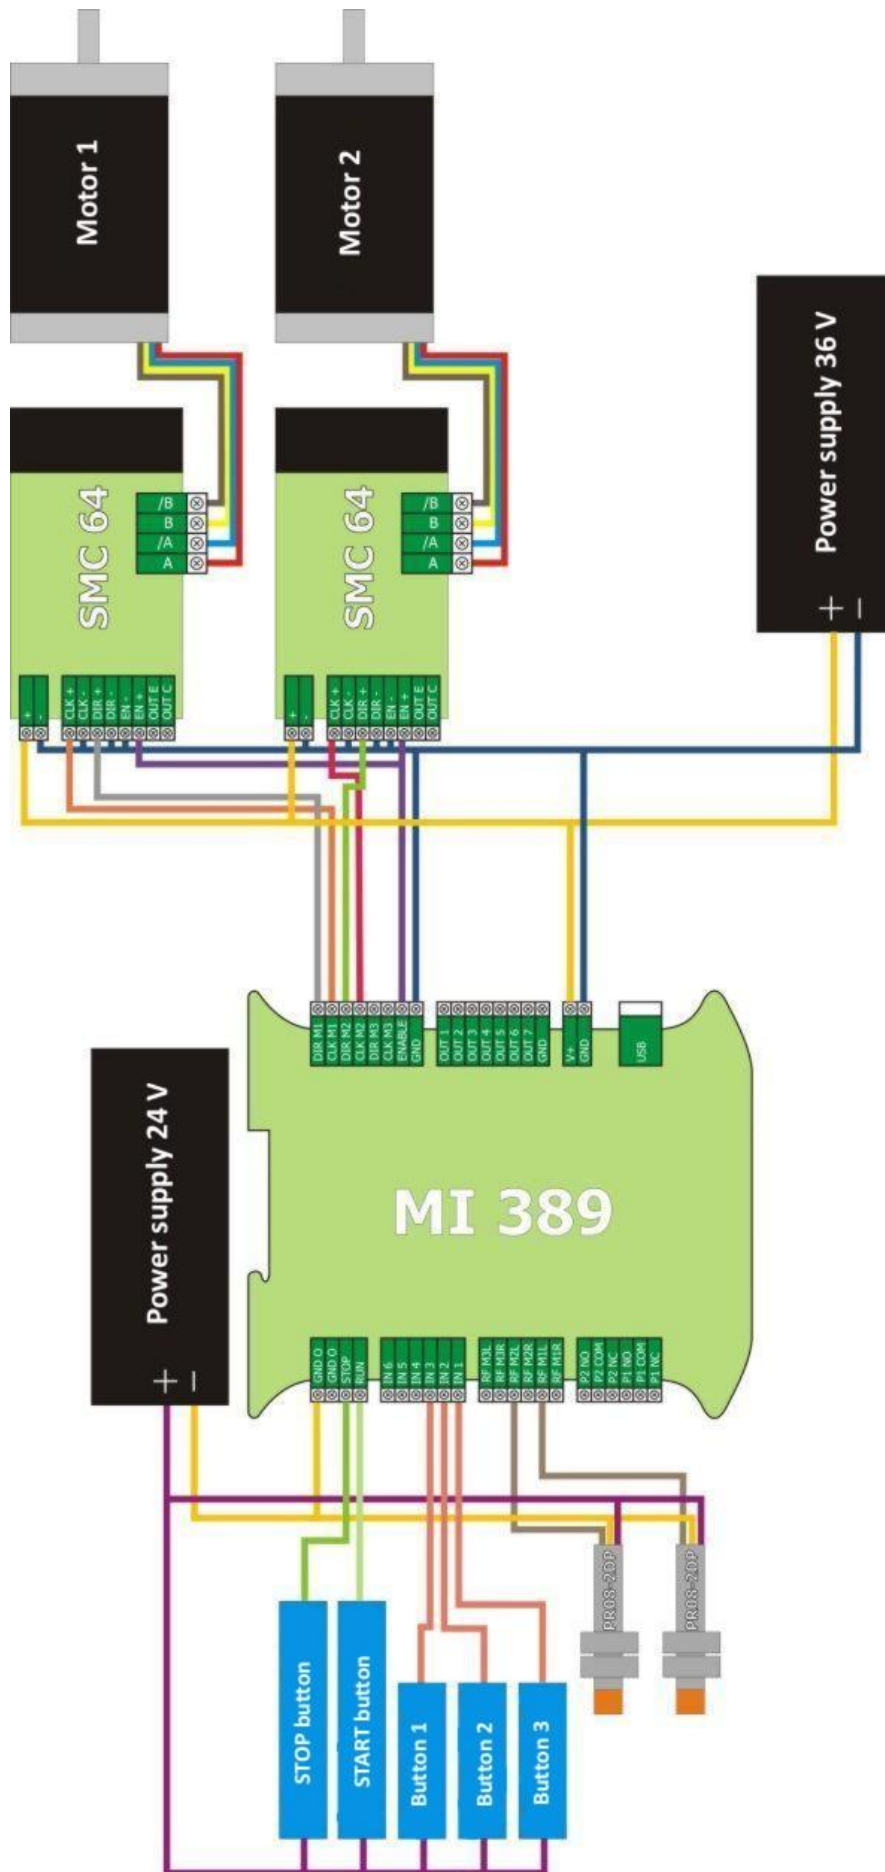 Motor 1
Motor 2
Power supply 36 V
+
−
SMC 64
/B
B
/A
A
+
-
CLK +
CLK -
DIR +
DIR -
EN -
EN +
OUT E
OUT C
SMC 64
/B
B
/A
A
+
-
CLK +
CLK -
DIR +
DIR -
EN -
EN +
OUT E
OUT C
DIR M1
CLK M1
DIR M2
CLK M2
DIR M3
CLK M3
ENABLE
GND
OUT 1
OUT 2
OUT 3
OUT 4
OUT 5
OUT 6
OUT 7
GND
V+
GND
USB
Power supply 24 V
+
−
MI 389
GND O
GND O
STOP
RUN
IN 6
IN 5
IN 4
IN 3
IN 2
IN 1
RF M3L
RF M3R
RF M2L
RF M2R
RF M1L
RF M1R
P2 NO
P2 COM
P2 NC
P1 NO
P1 COM
P1 NC
PR08-2DP
PR08-2DP
STOP button
START button
Button 1
Button 2
Button 3